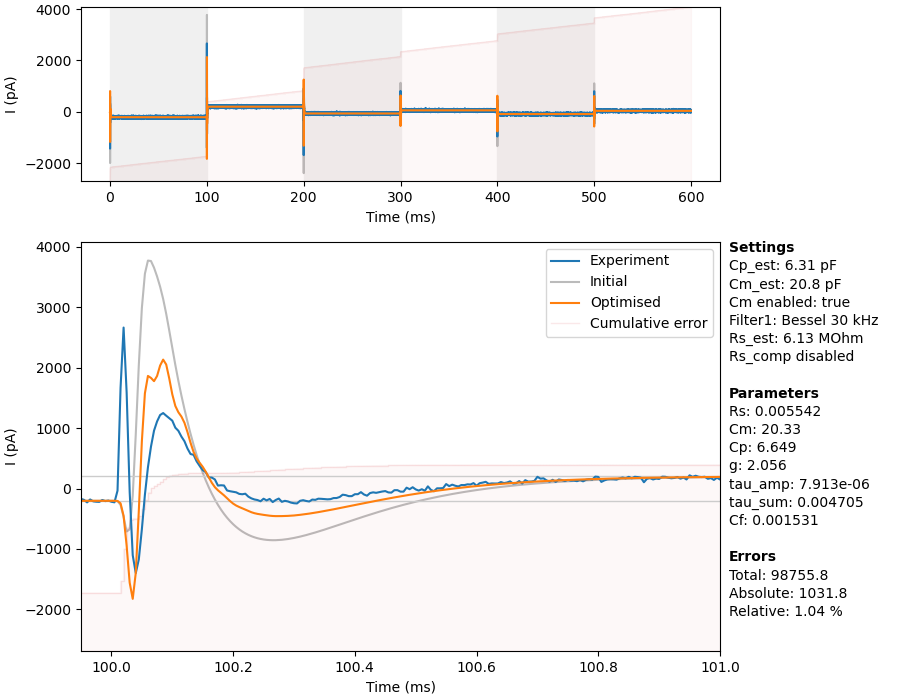 4000
2000
0
−2000
I (pA)
0
100
200
300
400
500
600
Time (ms)
4000
3000
2000
1000
0
−1000
−2000
I (pA)
100.0
100.2
100.4
100.6
100.8
101.0
Time (ms)
Experiment
Initial
Optimised
Cumulative error
Settings
Cp_est: 6.31 pF
Cm_est: 20.8 pF
Cm enabled: true
Filter1: Bessel 30 kHz
Rs_est: 6.13 MOhm
Rs_comp disabled
Parameters
Rs: 0.005542
Cm: 20.33
Cp: 6.649
g: 2.056
tau_amp: 7.913e-06
tau_sum: 0.004705
Cf: 0.001531
Errors
Total: 98755.8
Absolute: 1031.8
Relative: 1.04 %